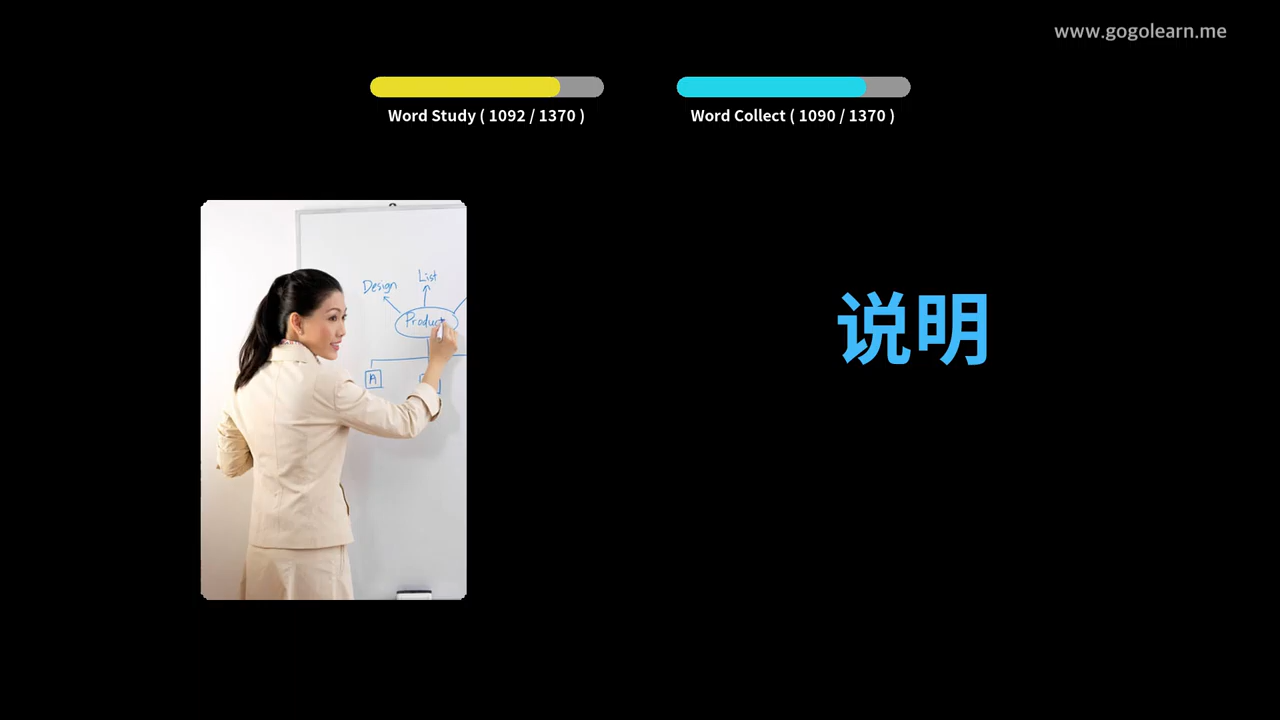 www.gogolearn.me
Word Study ( 1092 / 1370 )
Word Collect ( 1090 / 1370 )
List
Design
Product
A
说明